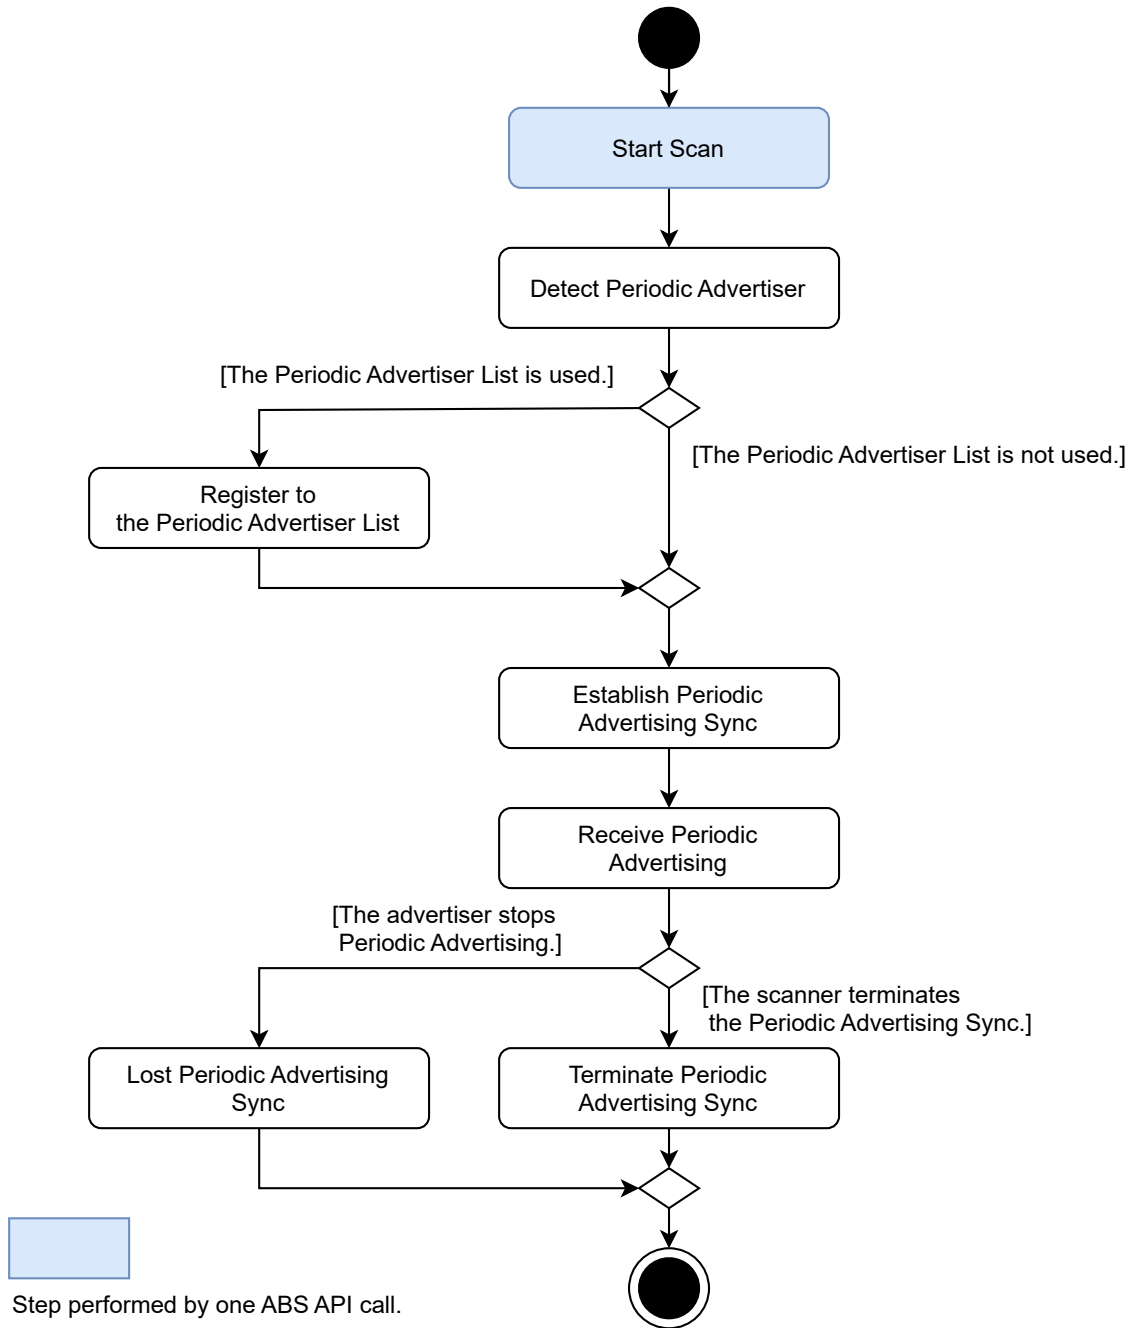 Start Scan
Detect Periodic Advertiser
[The Periodic Advertiser List is used.]
[The Periodic Advertiser List is not used.]
Register to
the Periodic Advertiser List
Establish Periodic
Advertising Sync
Receive Periodic
Advertising
[The advertiser stops
Periodic Advertising.]
[The scanner terminates
the Periodic Advertising Sync.]
Lost Periodic Advertising
Sync
Terminate Periodic
Advertising Sync
Step performed by one ABS API call.